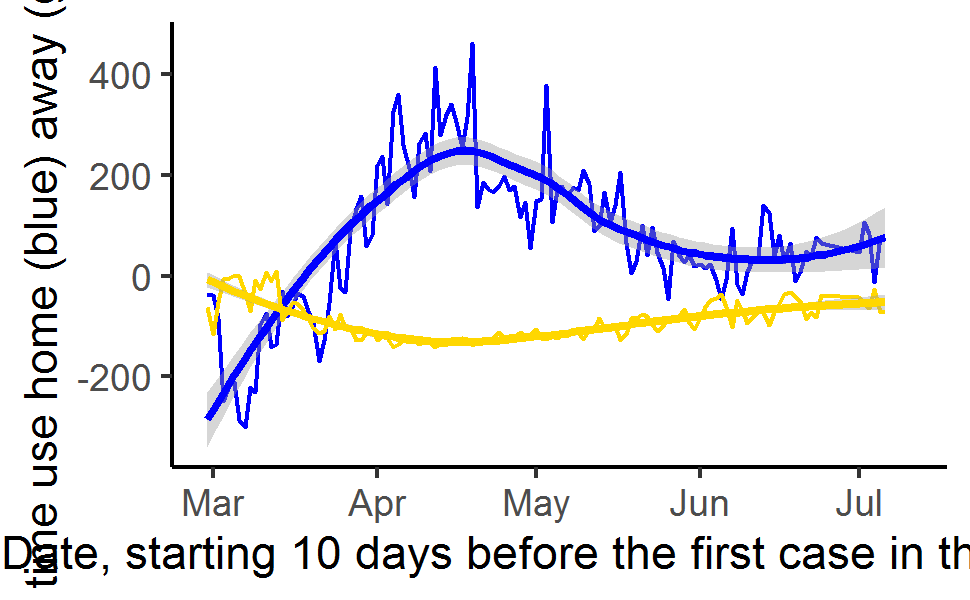 time use home (blue) away (
400
200
0
-200
Mar Apr May Jun Jul
Date, starting 10 days before the first case in th